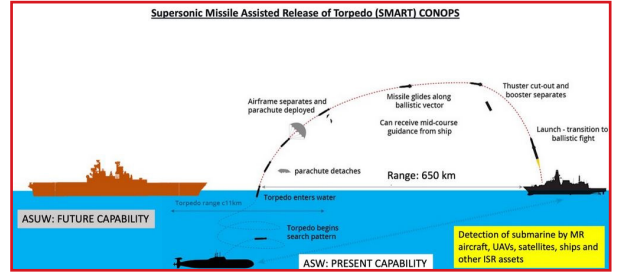 Supersonic Missile Assisted Release of Torpedo (SMART) CONOPS
Thuster cut-out and
booster separates
Airframe separates and
parachute deployed
Missile glides along
ballistic vector
Can receive mid-course
guidance from ship
Launch - transition to
ballistic fight
parachute detaches
Range: 650 km
Torpedo range c11km
Torpedo enters water
ASUW: FUTURE CAPABILITY
Torpedo begins
search pattern
ASW: PRESENT CAPABILITY
Detection of submarine by MR
aircraft, UAVs, satellites, ships and
other ISR assets